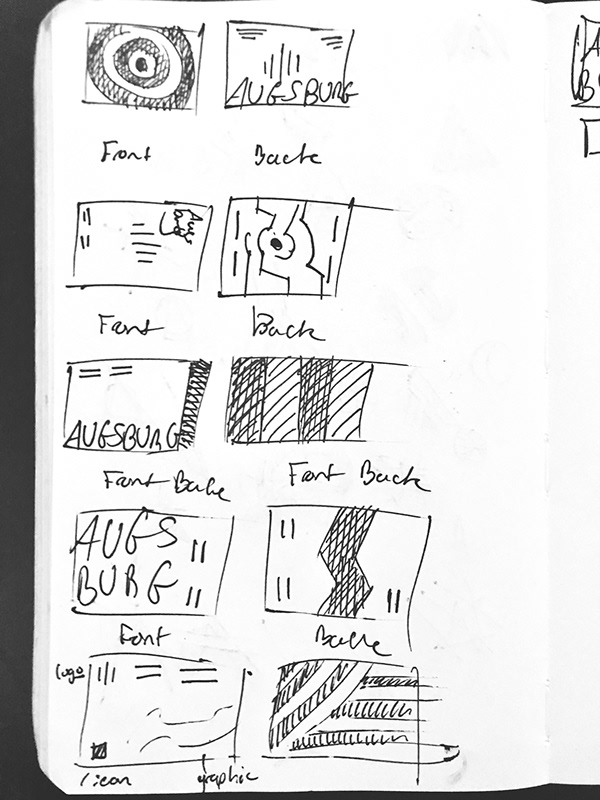 AUGSBURG
Front Back
Front Back
AUGSBURG
Front Back Front Back
AUGS
BURG
Front Back
logo
icon graphic